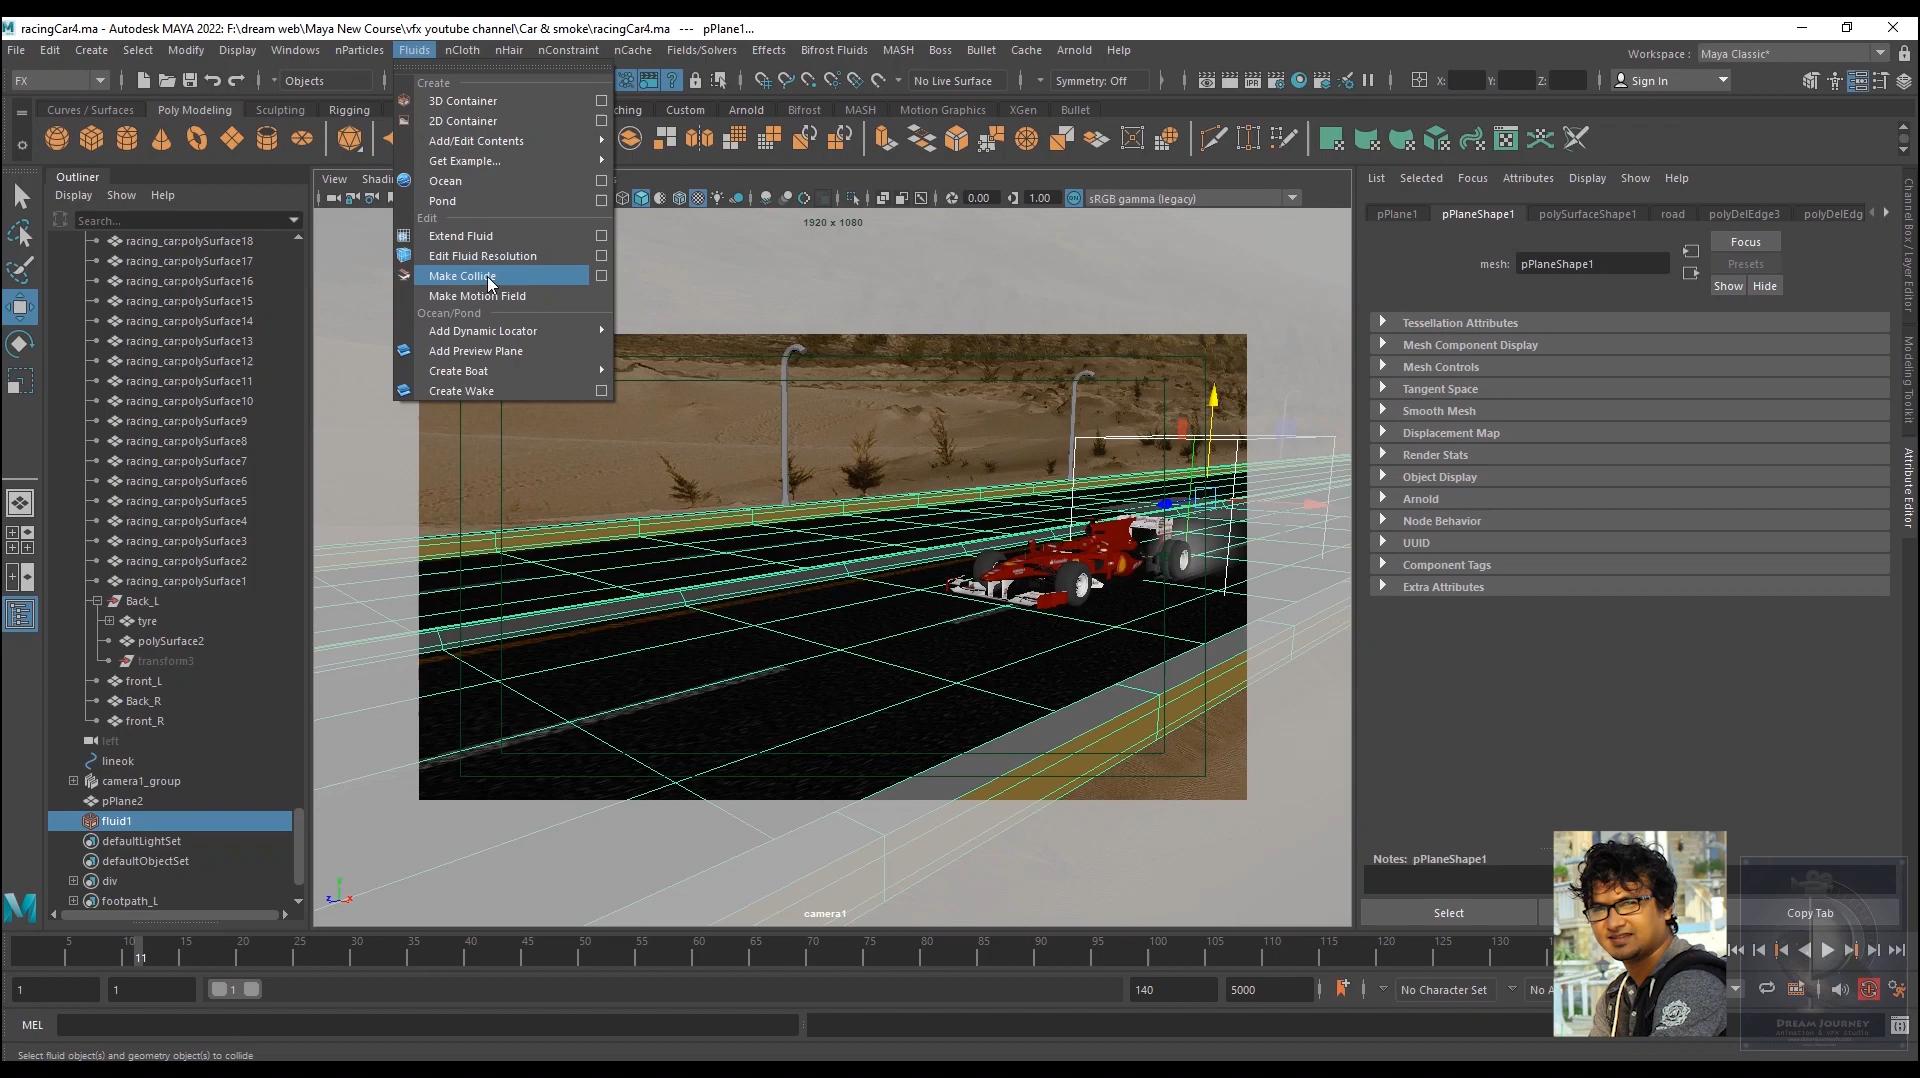 racingCar4.ma - Autodesk MAYA 2022: F:\dream web\Maya New Course\vfx youtube channel\Car & smoke\racingCar4.ma --- pPlane1...
File Edit Create Select Modify Display Windows nParticles Fluids nCloth nHair nConstraint nCache Fields/Solvers Effects Bifrost Fluids MASH Boss Bullet Cache Arnold Help
Workspace : Maya Classic*
FX Objects No Live Surface Symmetry: Off X: Y: Z: Sign In
Curves / Surfaces Poly Modeling Sculpting Rigging ching Custom Arnold Bifrost MASH Motion Graphics XGen Bullet
Create
3D Container
2D Container
Add/Edit Contents
Get Example...
Ocean
Pond
Edit
Extend Fluid
Edit Fluid Resolution
Make Collide
Make Motion Field
Ocean/Pond
Add Dynamic Locator
Add Preview Plane
Create Boat
Create Wake
Outliner
Display Show Help
Search...
racing_car:polySurface18
racing_car:polySurface17
racing_car:polySurface16
racing_car:polySurface15
racing_car:polySurface14
racing_car:polySurface13
racing_car:polySurface12
racing_car:polySurface11
racing_car:polySurface10
racing_car:polySurface9
racing_car:polySurface8
racing_car:polySurface7
racing_car:polySurface6
racing_car:polySurface5
racing_car:polySurface4
racing_car:polySurface3
racing_car:polySurface2
racing_car:polySurface1
Back_L
tyre
polySurface2
transform3
front_L
Back_R
front_R
left
lineok
camera1_group
pPlane2
fluid1
defaultLightSet
defaultObjectSet
div
footpath_L
View Shadi
0.00 1.00 sRGB gamma (legacy)
1920 x 1080
camera1
z x
List Selected Focus Attributes Display Show Help
pPlane1 pPlaneShape1 polySurfaceShape1 road polyDelEdge3 polyDelEdg
mesh: pPlaneShape1
Focus
Presets
Show Hide
Tessellation Attributes
Mesh Component Display
Mesh Controls
Tangent Space
Smooth Mesh
Displacement Map
Render Stats
Object Display
Arnold
Node Behavior
UUID
Component Tags
Extra Attributes
Notes: pPlaneShape1
Select Copy Tab
Channel Box / Layer Editor
Modeling Toolkit
Attribute Editor
5 10 15 20 25 30 35 40 45 50 55 60 65 70 75 80 85 90 95 100 105 110 115 120 125 130
11
1 1 1 140 5000 No Character Set No A
MEL
DREAM JOURNEY
Select fluid object(s) and geometry object(s) to collide